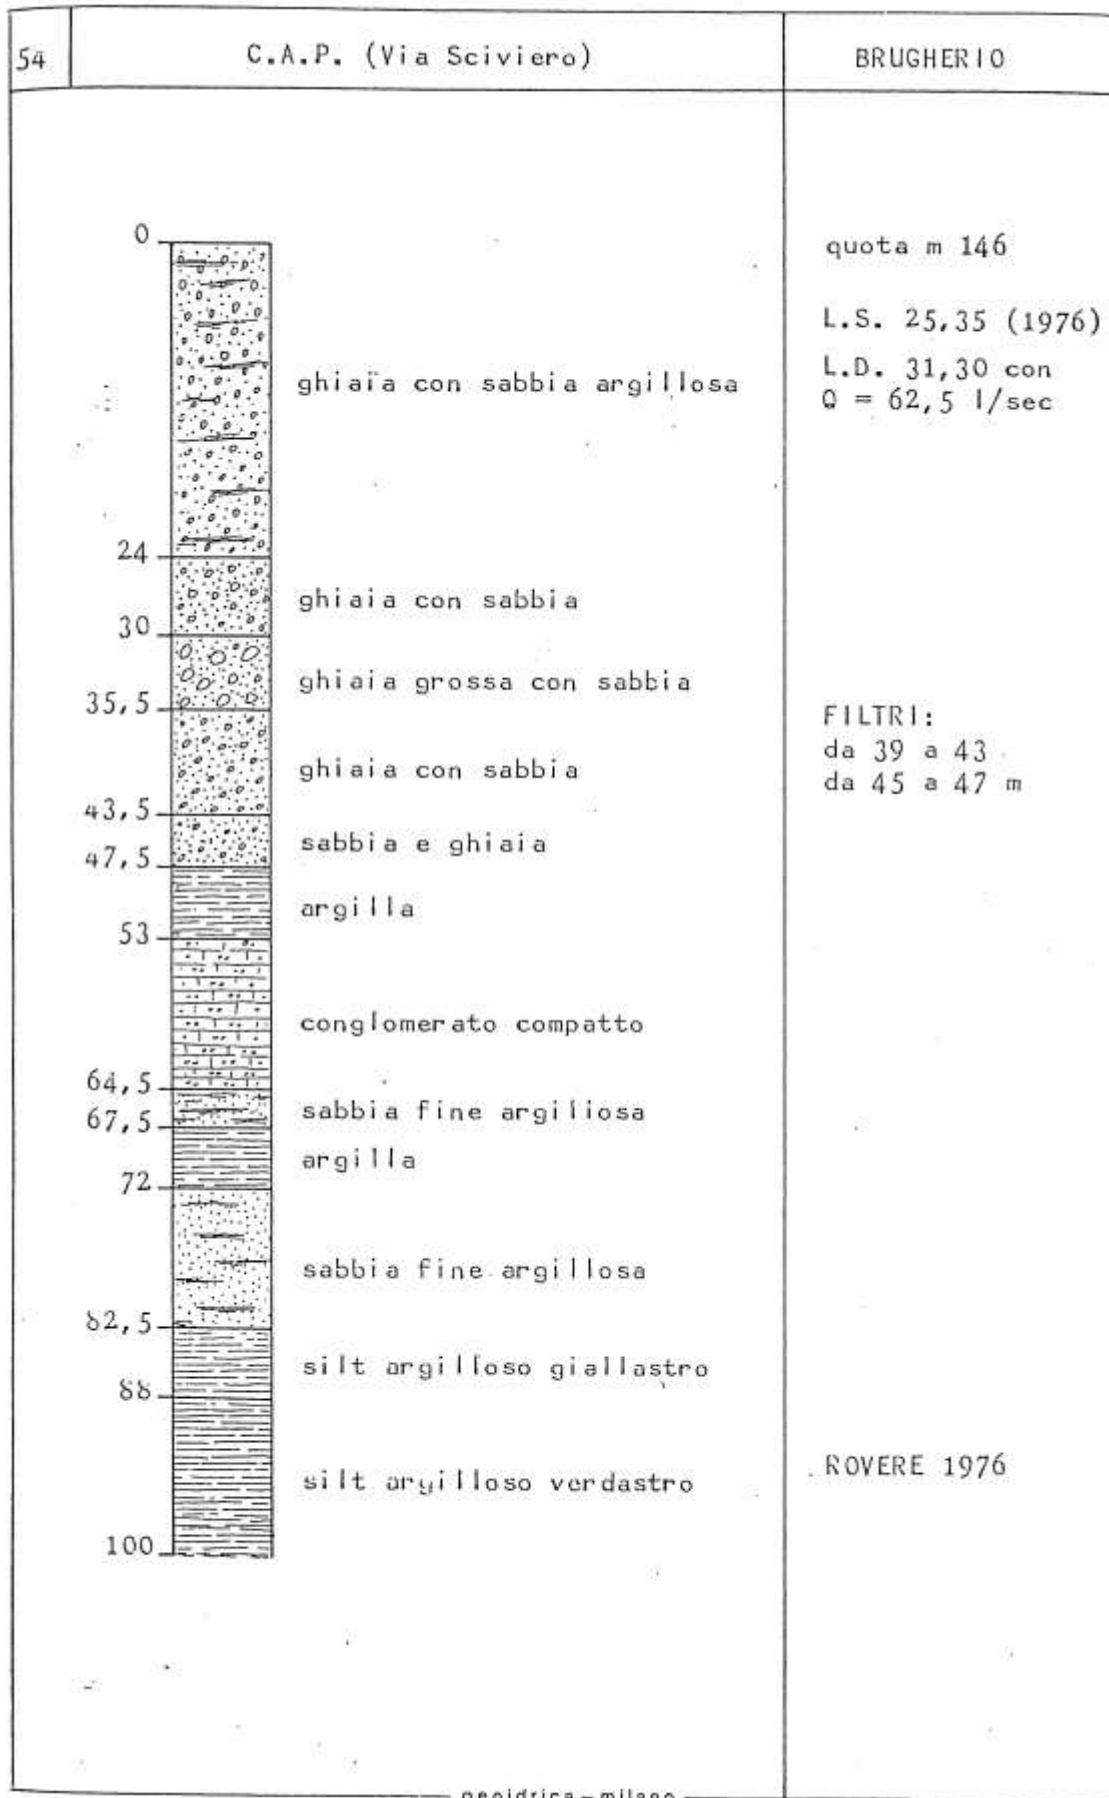 54
C.A.P. (Via Sciviero)
BRUGHERIO
0
quota m 146
L.S. 25,35 (1976)
L.D. 31,30 con
Q = 62,5 l/sec
ghiaia con sabbia argillosa
24
ghiaia con sabbia
30
ghiaia grossa con sabbia
35,5
FILTRI:
da 39 a 43
da 45 a 47 m
ghiaia con sabbia
43,5
sabbia e ghiaia
47,5
argilla
53
conglomerato compatto
64,5
sabbia fine argillosa
67,5
argilla
72
sabbia fine argillosa
82,5
silt argilloso giallastro
88
silt argilloso verdastro
ROVERE 1976
100
geoidrica - milano